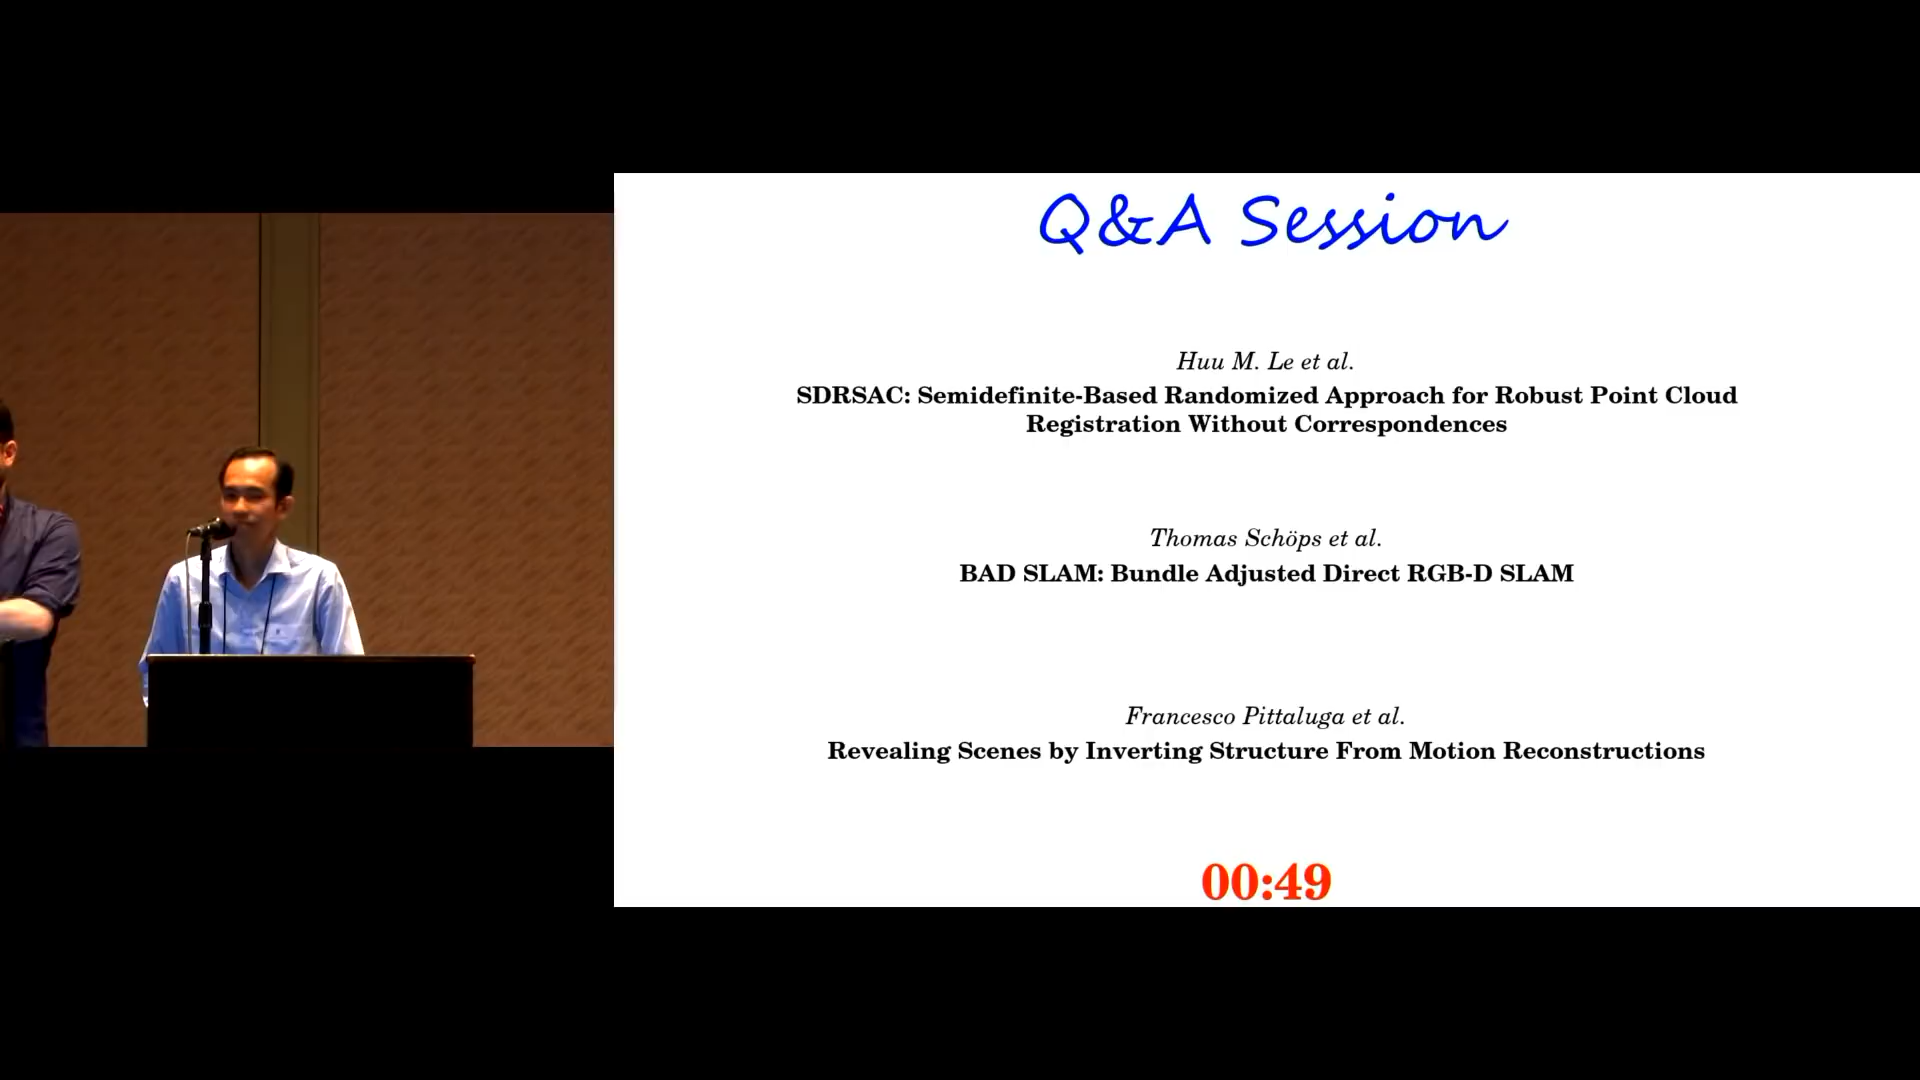 Q&A Session
Huu M. Le et al.
SDRSAC: Semidefinite-Based Randomized Approach for Robust Point Cloud
Registration Without Correspondences
Thomas Schöps et al.
BAD SLAM: Bundle Adjusted Direct RGB-D SLAM
Francesco Pittaluga et al.
Revealing Scenes by Inverting Structure From Motion Reconstructions
00:49